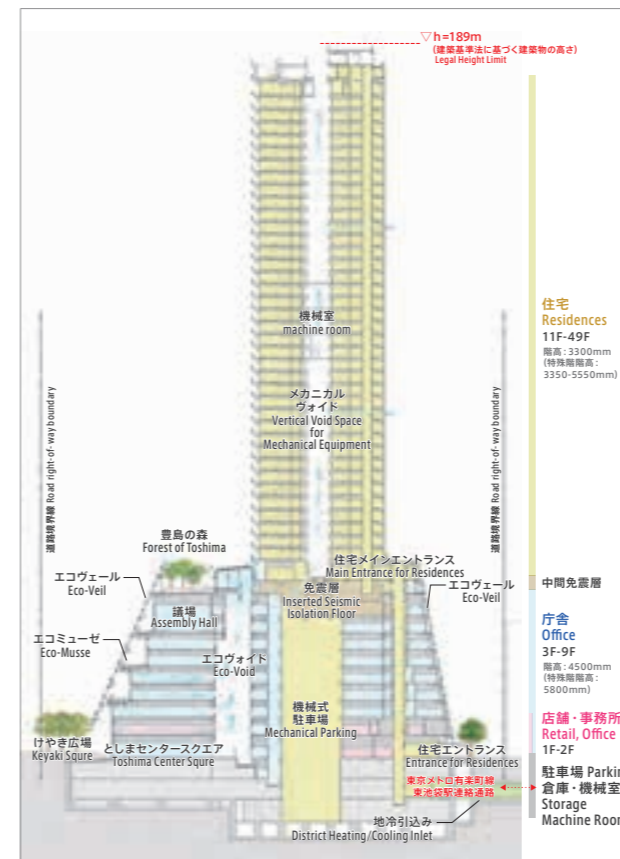 ▽h=189m
(建築基準法に基づく建築物の高さ)
Legal Height Limit
住宅
Residences
11F-49F
階高:3300mm
(特殊階階高:
3350-5550mm)
機械室
machine room
メカニカル
ヴォイド
Vertical Void Space
for
Mechanical Equipment
道路境界線 Road right-of-way boundary
道路境界線 Road right-of-way boundary
豊島の森
Forest of Toshima
住宅メインエントランス
Main Entrance for Residences
エコヴェール
Eco-Veil
エコヴェール
Eco-Veil
免震層
Inserted Seismic
Isolation Floor
中間免震層
議場
Assembly Hall
エコミューゼ
Eco-Musse
エコヴォイド
Eco-Void
庁舎
Office
3F-9F
階高:4500mm
(特殊階階高:
5800mm)
機械式
駐車場
Mechanical Parking
店舗・事務所
Retail, Office
1F-2F
けやき広場
Keyaki Squre
としまセンタースクエア
Toshima Center Squre
住宅エントランス
Entrance for Residences
東京メトロ有楽町線
東池袋駅連絡通路
駐車場 Parkin
倉庫・機械室
Storage
Machine Roon
地冷引込み
District Heating/Cooling Inlet